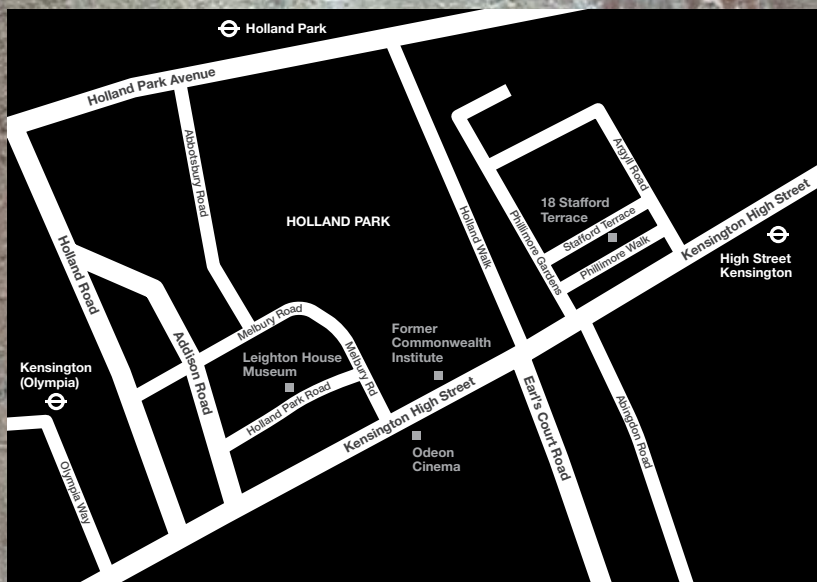 Holland Park
Holland Park Avenue
Abbotsbury Road
Argyll Road
HOLLAND PARK
18 Stafford
Terrace
Holland Walk
Phillimore Gardens
Stafford Terrace
Phillimore Walk
Kensington High Street
High Street
Kensington
Holland Road
Addison Road
Melbury Road
Melbury Rd
Former
Commonwealth
Institute
Leighton House
Museum
Kensington
(Olympia)
Holland Park Road
Kensington High Street
Earl's Court Road
Abingdon Road
Odeon
Cinema
Olympia Way